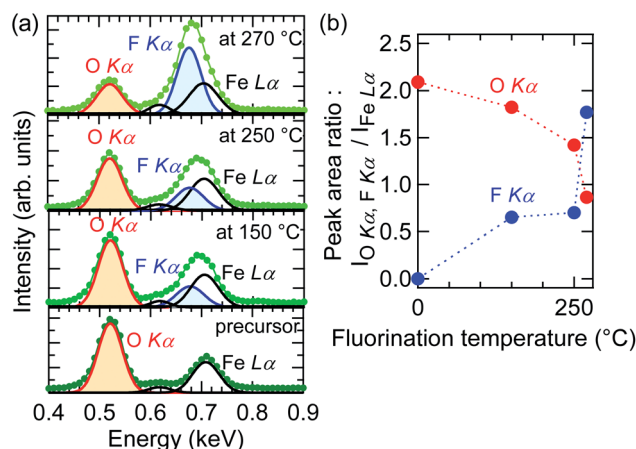 (a)
at 270 °C
F Kα
O Kα
Fe Lα
at 250 °C
O Kα
F Kα
Fe Lα
at 150 °C
O Kα
F Kα
Fe Lα
precursor
O Kα
Fe Lα
0.4 0.5 0.6 0.7 0.8 0.9
Energy (keV)
Intensity (arb. units)
(b)
2.5
2.0
1.5
1.0
0.5
0.0
O Kα
F Kα
0 250
Fluorination temperature (°C)
Peak area ratio :
I O Kα, F Kα / I Fe Lα